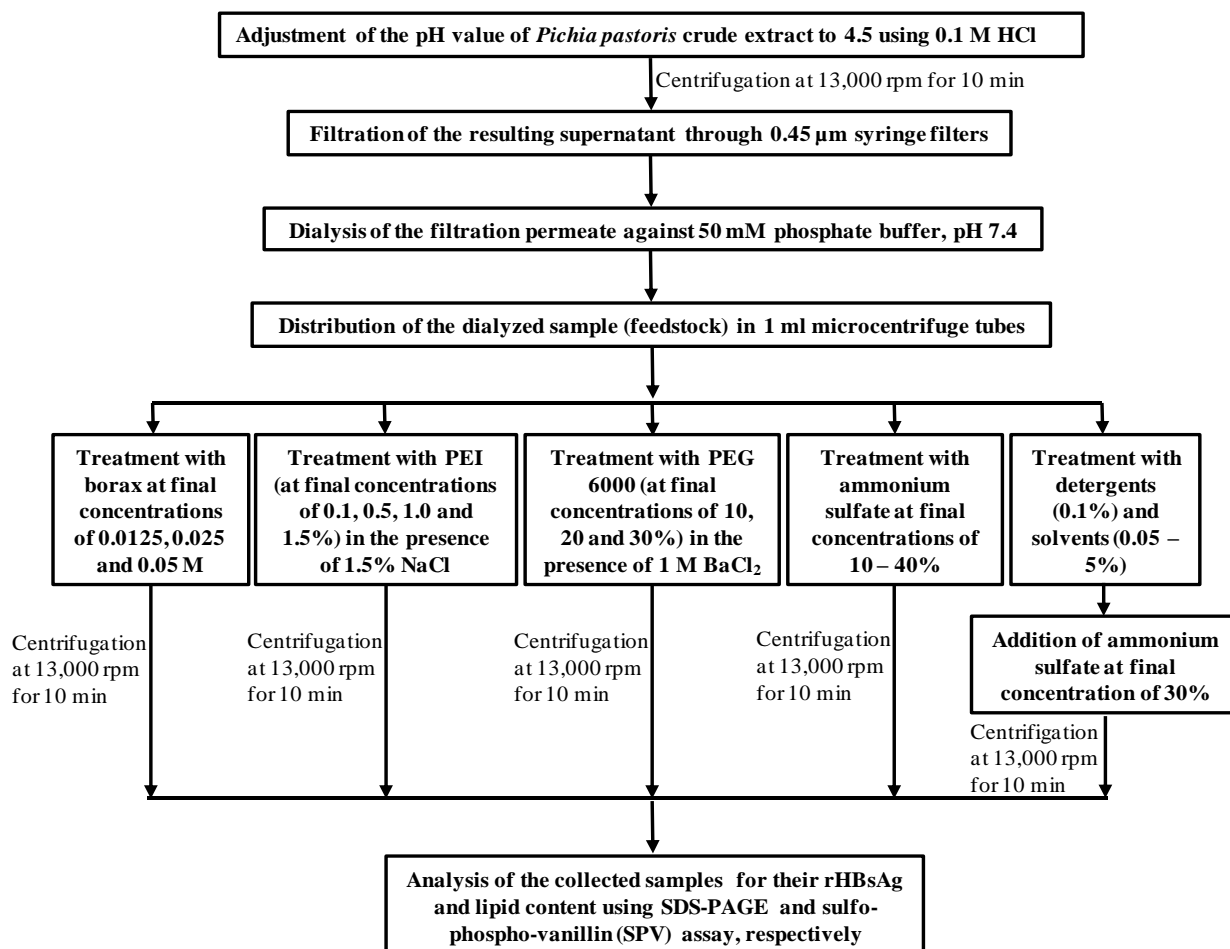 Adjustment of the pH value of Pichia pastoris crude extract to 4.5 using 0.1 M HCl
Centrifugation at 13,000 rpm for 10 min
Filtration of the resulting supernatant through 0.45 µm syringe filters
Dialysis of the filtration permeate against 50 mM phosphate buffer, pH 7.4
Distribution of the dialyzed sample (feedstock) in 1 ml microcentrifuge tubes
Treatment with
borax at final
concentrations
of 0.0125, 0.025
and 0.05 M
Treatment with PEI
(at final concentrations
of 0.1, 0.5, 1.0 and
1.5%) in the presence
of 1.5% NaCl
Treatment with PEG
6000 (at final
concentrations of 10,
20 and 30%) in the
presence of 1 M BaCl₂
Treatment with
ammonium
sulfate at final
concentrations of
10 – 40%
Treatment with
detergents
(0.1%) and
solvents (0.05 –
5%)
Centrifugation
at 13,000 rpm
for 10 min
Centrifugation
at 13,000 rpm
for 10 min
Centrifugation
at 13,000 rpm
for 10 min
Centrifugation
at 13,000 rpm
for 10 min
Addition of ammonium
sulfate at final
concentration of 30%
Centrifigation
at 13,000 rpm
for 10 min
Analysis of the collected samples for their rHBsAg
and lipid content using SDS-PAGE and sulfo-
phospho-vanillin (SPV) assay, respectively